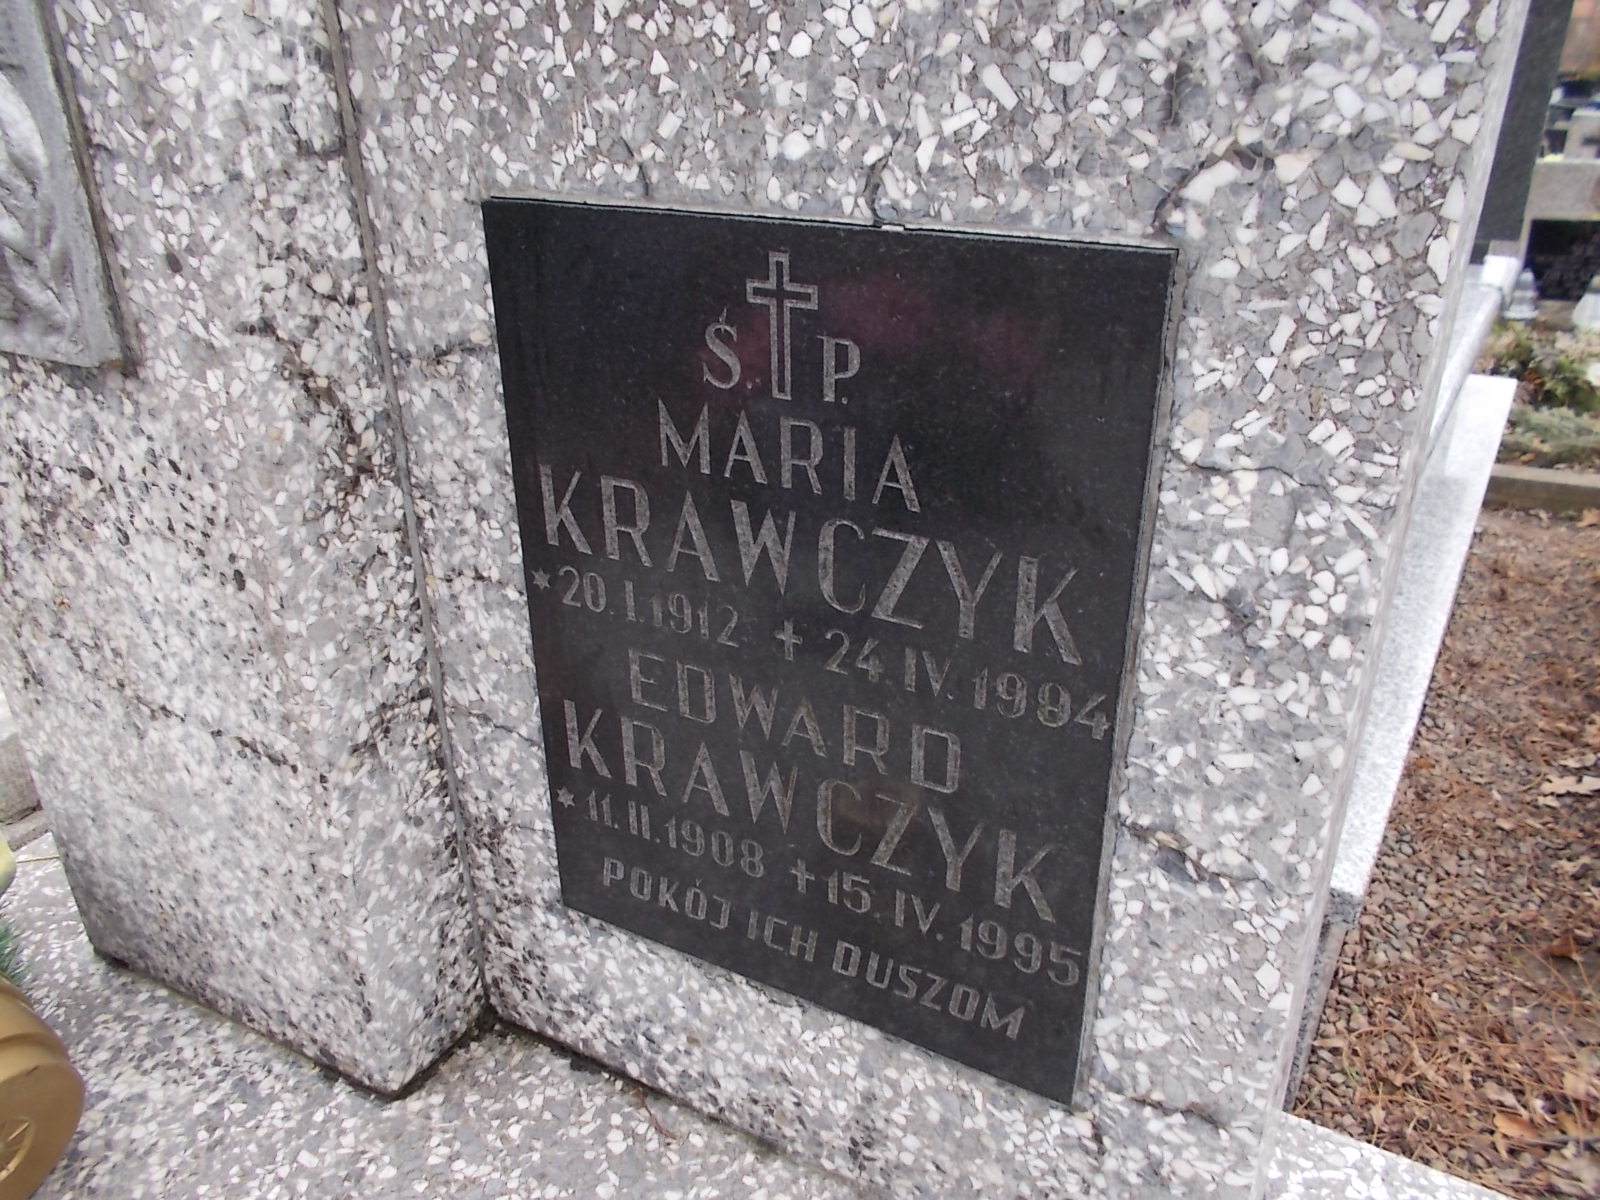 Ś. P.
MARIA
KRAWCZYK
* 20.I.1912 + 24.IV.1984
EDWARD
KRAWCZYK
* 11.II.1908 + 15.IV.1995
POKÓJ ICH DUSZOM